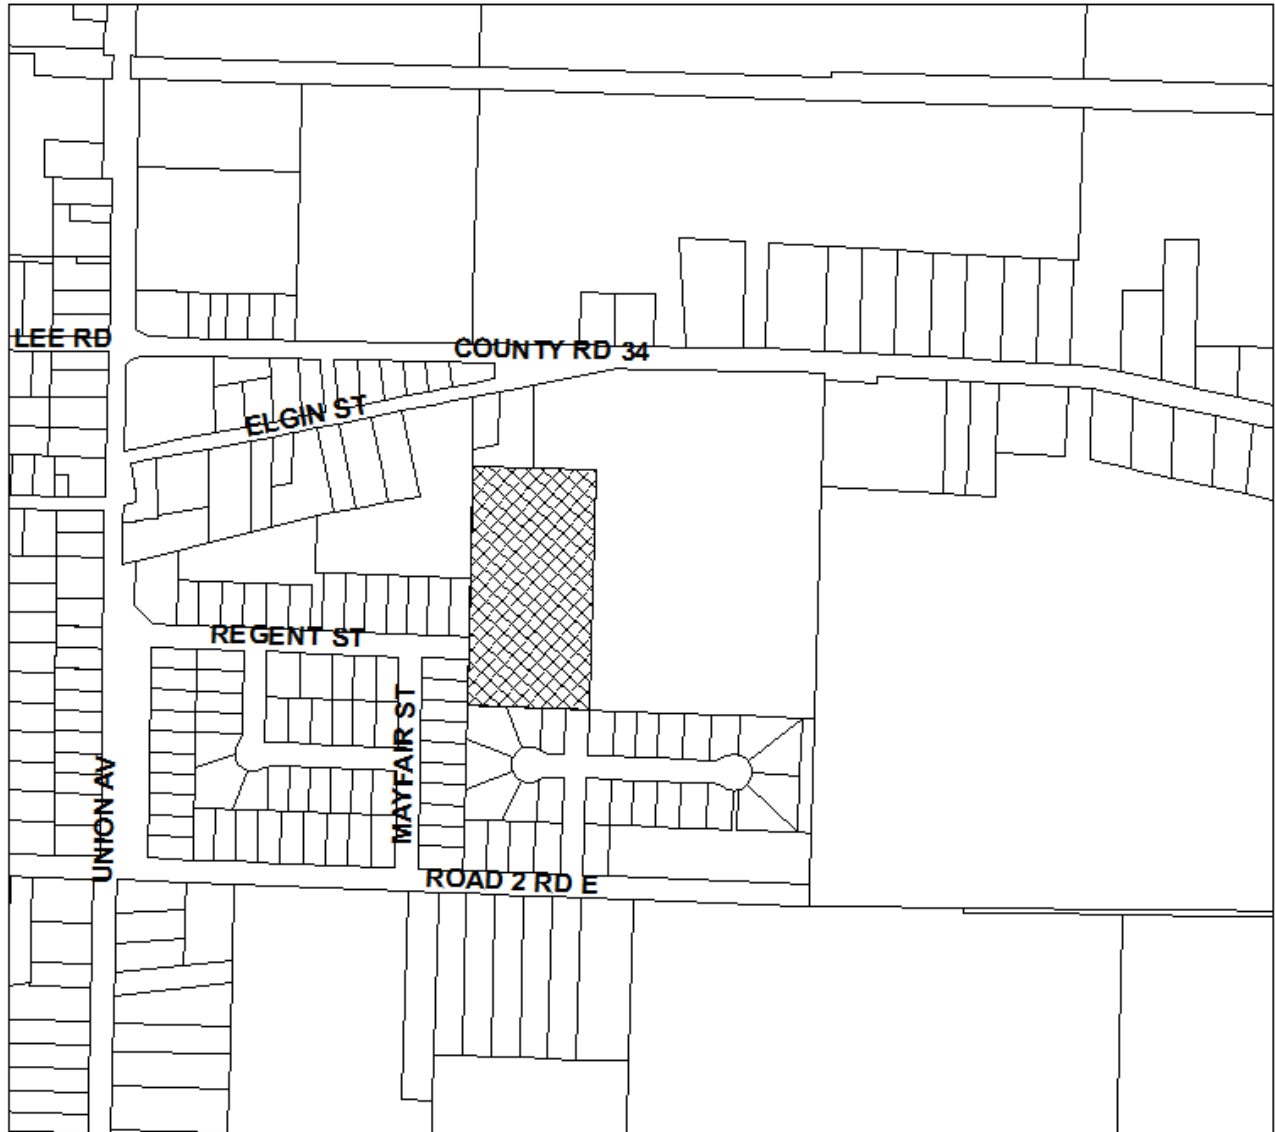 LEE RD
COUNTY RD 34
ELGIN ST
REGENT ST
MAYFAIR ST
UNION AV
ROAD 2 RD E